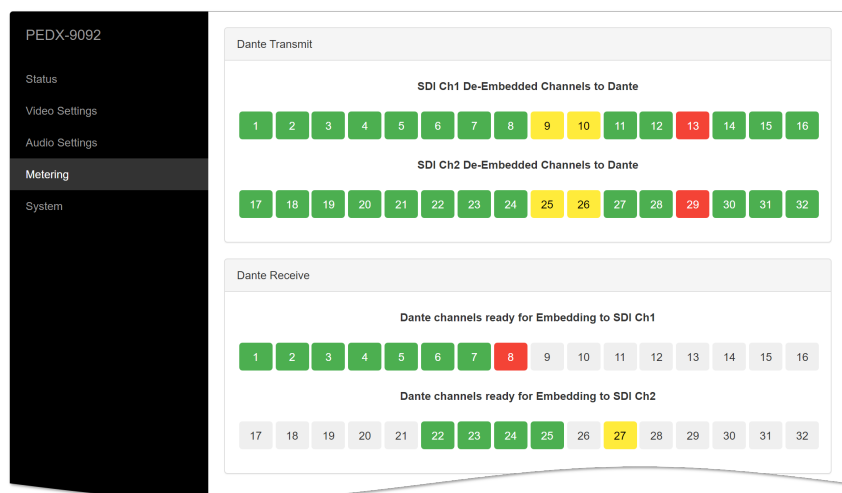 PEDX-9092
Status
Video Settings
Audio Settings
Metering
System
Dante Transmit
SDI Ch1 De-Embedded Channels to Dante
1 2 3 4 5 6 7 8 9 10 11 12 13 14 15 16
SDI Ch2 De-Embedded Channels to Dante
17 18 19 20 21 22 23 24 25 26 27 28 29 30 31 32
Dante Receive
Dante channels ready for Embedding to SDI Ch1
1 2 3 4 5 6 7 8 9 10 11 12 13 14 15 16
Dante channels ready for Embedding to SDI Ch2
17 18 19 20 21 22 23 24 25 26 27 28 29 30 31 32